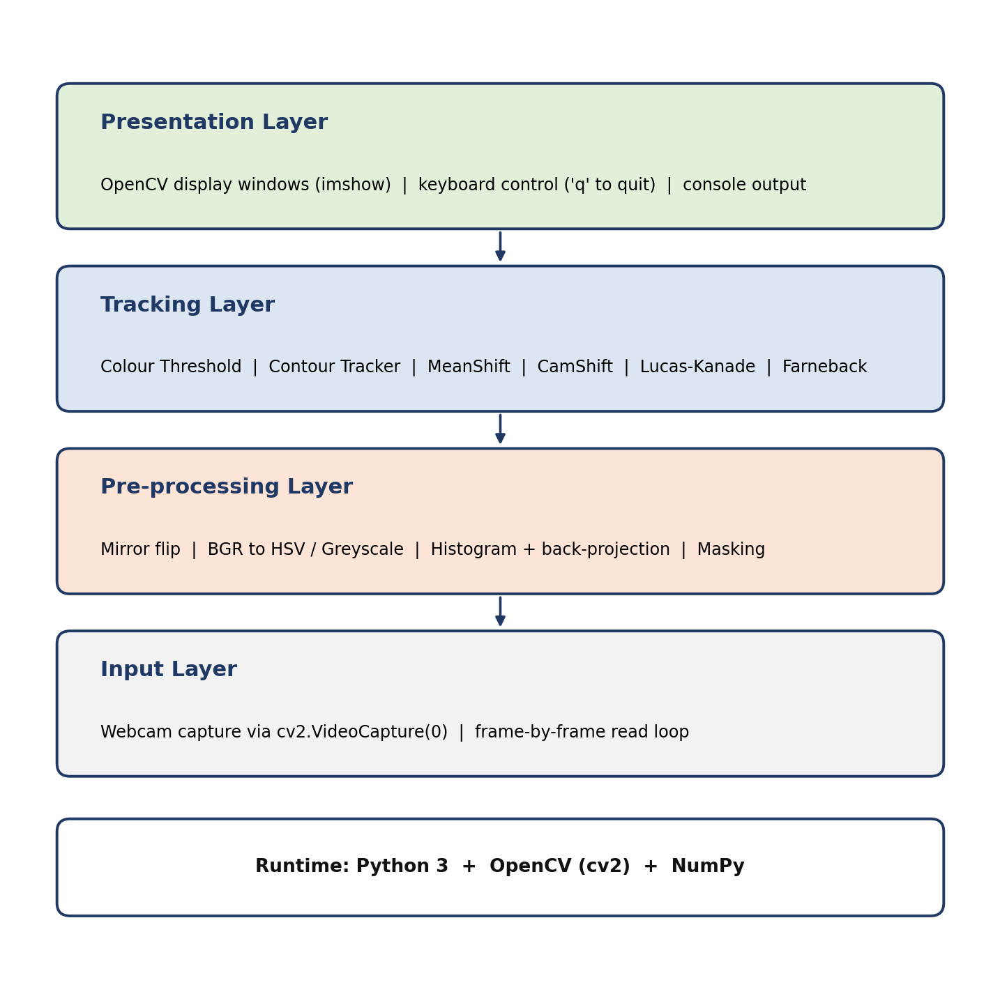 Presentation Layer
OpenCV display windows (imshow)  |  keyboard control ('q' to quit)  |  console output
Tracking Layer
Colour Threshold  |  Contour Tracker  |  MeanShift  |  CamShift  |  Lucas-Kanade  |  Farneback
Pre-processing Layer
Mirror flip  |  BGR to HSV / Greyscale  |  Histogram + back-projection  |  Masking
Input Layer
Webcam capture via cv2.VideoCapture(0)  |  frame-by-frame read loop
Runtime: Python 3  +  OpenCV (cv2)  +  NumPy